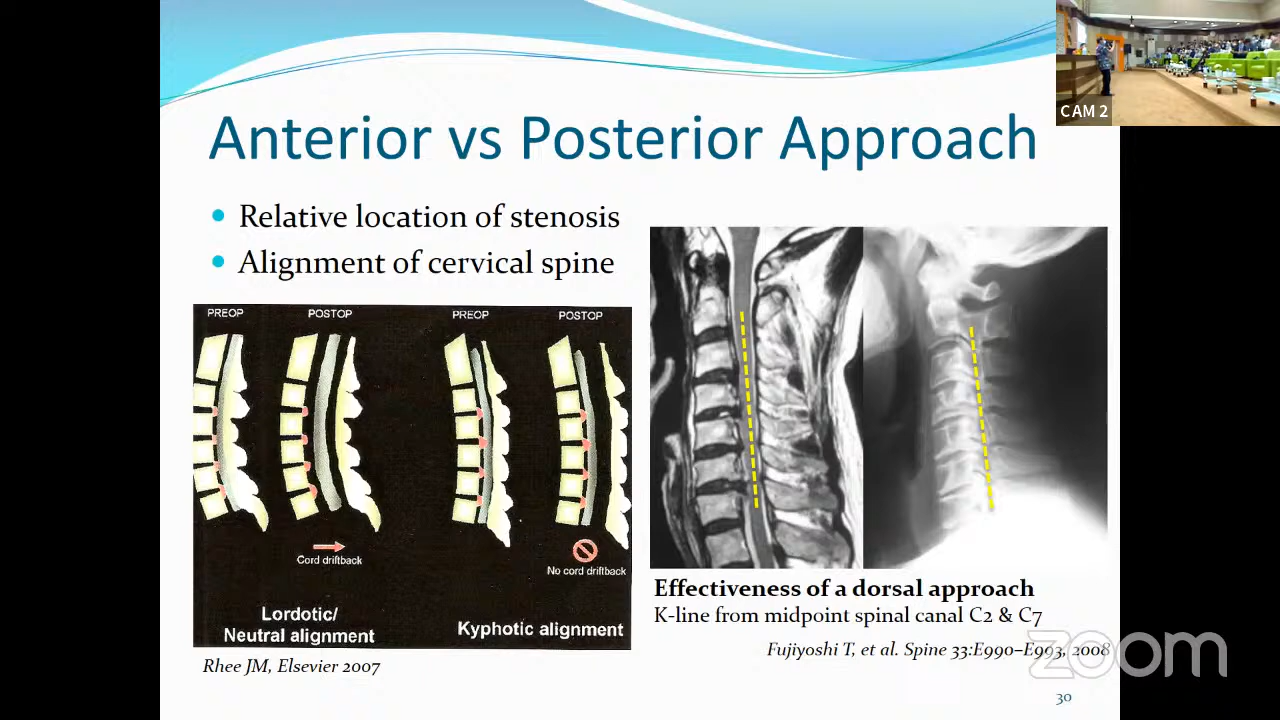 CAM 2
Anterior vs Posterior Approach
• Relative location of stenosis
• Alignment of cervical spine
PREOP POSTOP PREOP POSTOP
Cord driftback
No cord driftback
Lordotic/
Neutral alignment
Kyphotic alignment
Rhee JM, Elsevier 2007
Effectiveness of a dorsal approach
K-line from midpoint spinal canal C2 & C7
Fujiyoshi T, et al. Spine 33:E990–E903, 2008
zoom
30